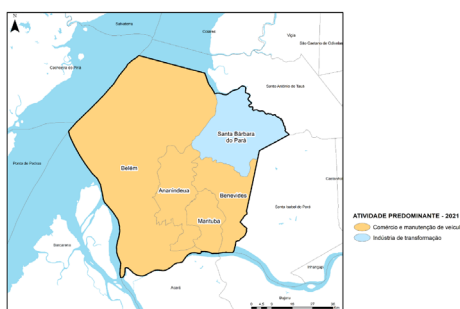 N
Salvaterra
Colares
Vigia
São Caetano de Odivelas
Cachoeira do Arari
Santo Antônio do Tauá
Santa Bárbara
do Pará
Ponta de Pedras
Belém
Ananindeua
Benevides
Santa Isabel do Pará
Marituba
Barcarena
Acará
Bujaru
ATIVIDADE PREDOMINANTE - 2021
Comércio e manutenção de veícul
Indústria de transformação